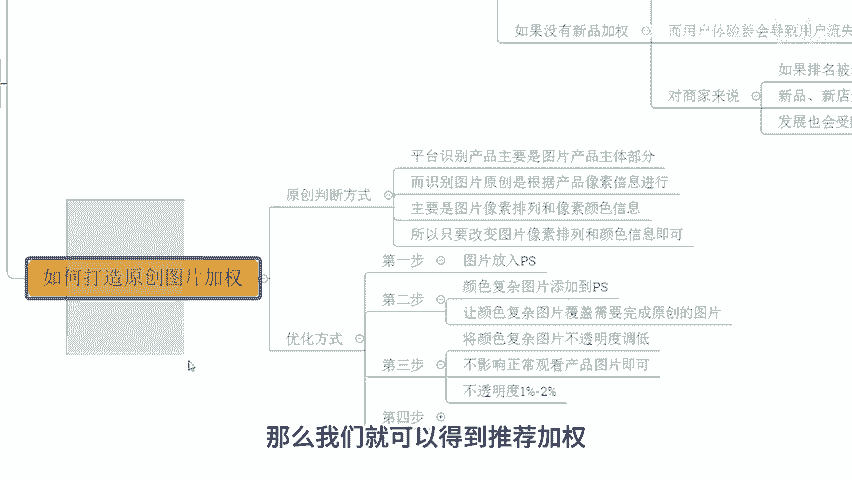 如果没有新品加权
而用户体验差会导致用户流失
如果排名被
对商家来说
新品、新店
发展也会受
平台识别产品主要是图片产品主体部分
原创判断方式
而识别图片原创是根据产品像素信息进行
主要是图片像素排列和像素颜色信息
所以只要改变图片像素排列和颜色信息即可
如何打造原创图片加权
第一步
图片放入PS
第二步
颜色复杂图片添加到PS
让颜色复杂图片覆盖需要完成原创的图片
优化方式
将颜色复杂图片不透明度调低
第三步
不影响正常观看产品图片即可
不透明度1%-2%
第四步
那么我们就可以得到推荐加权